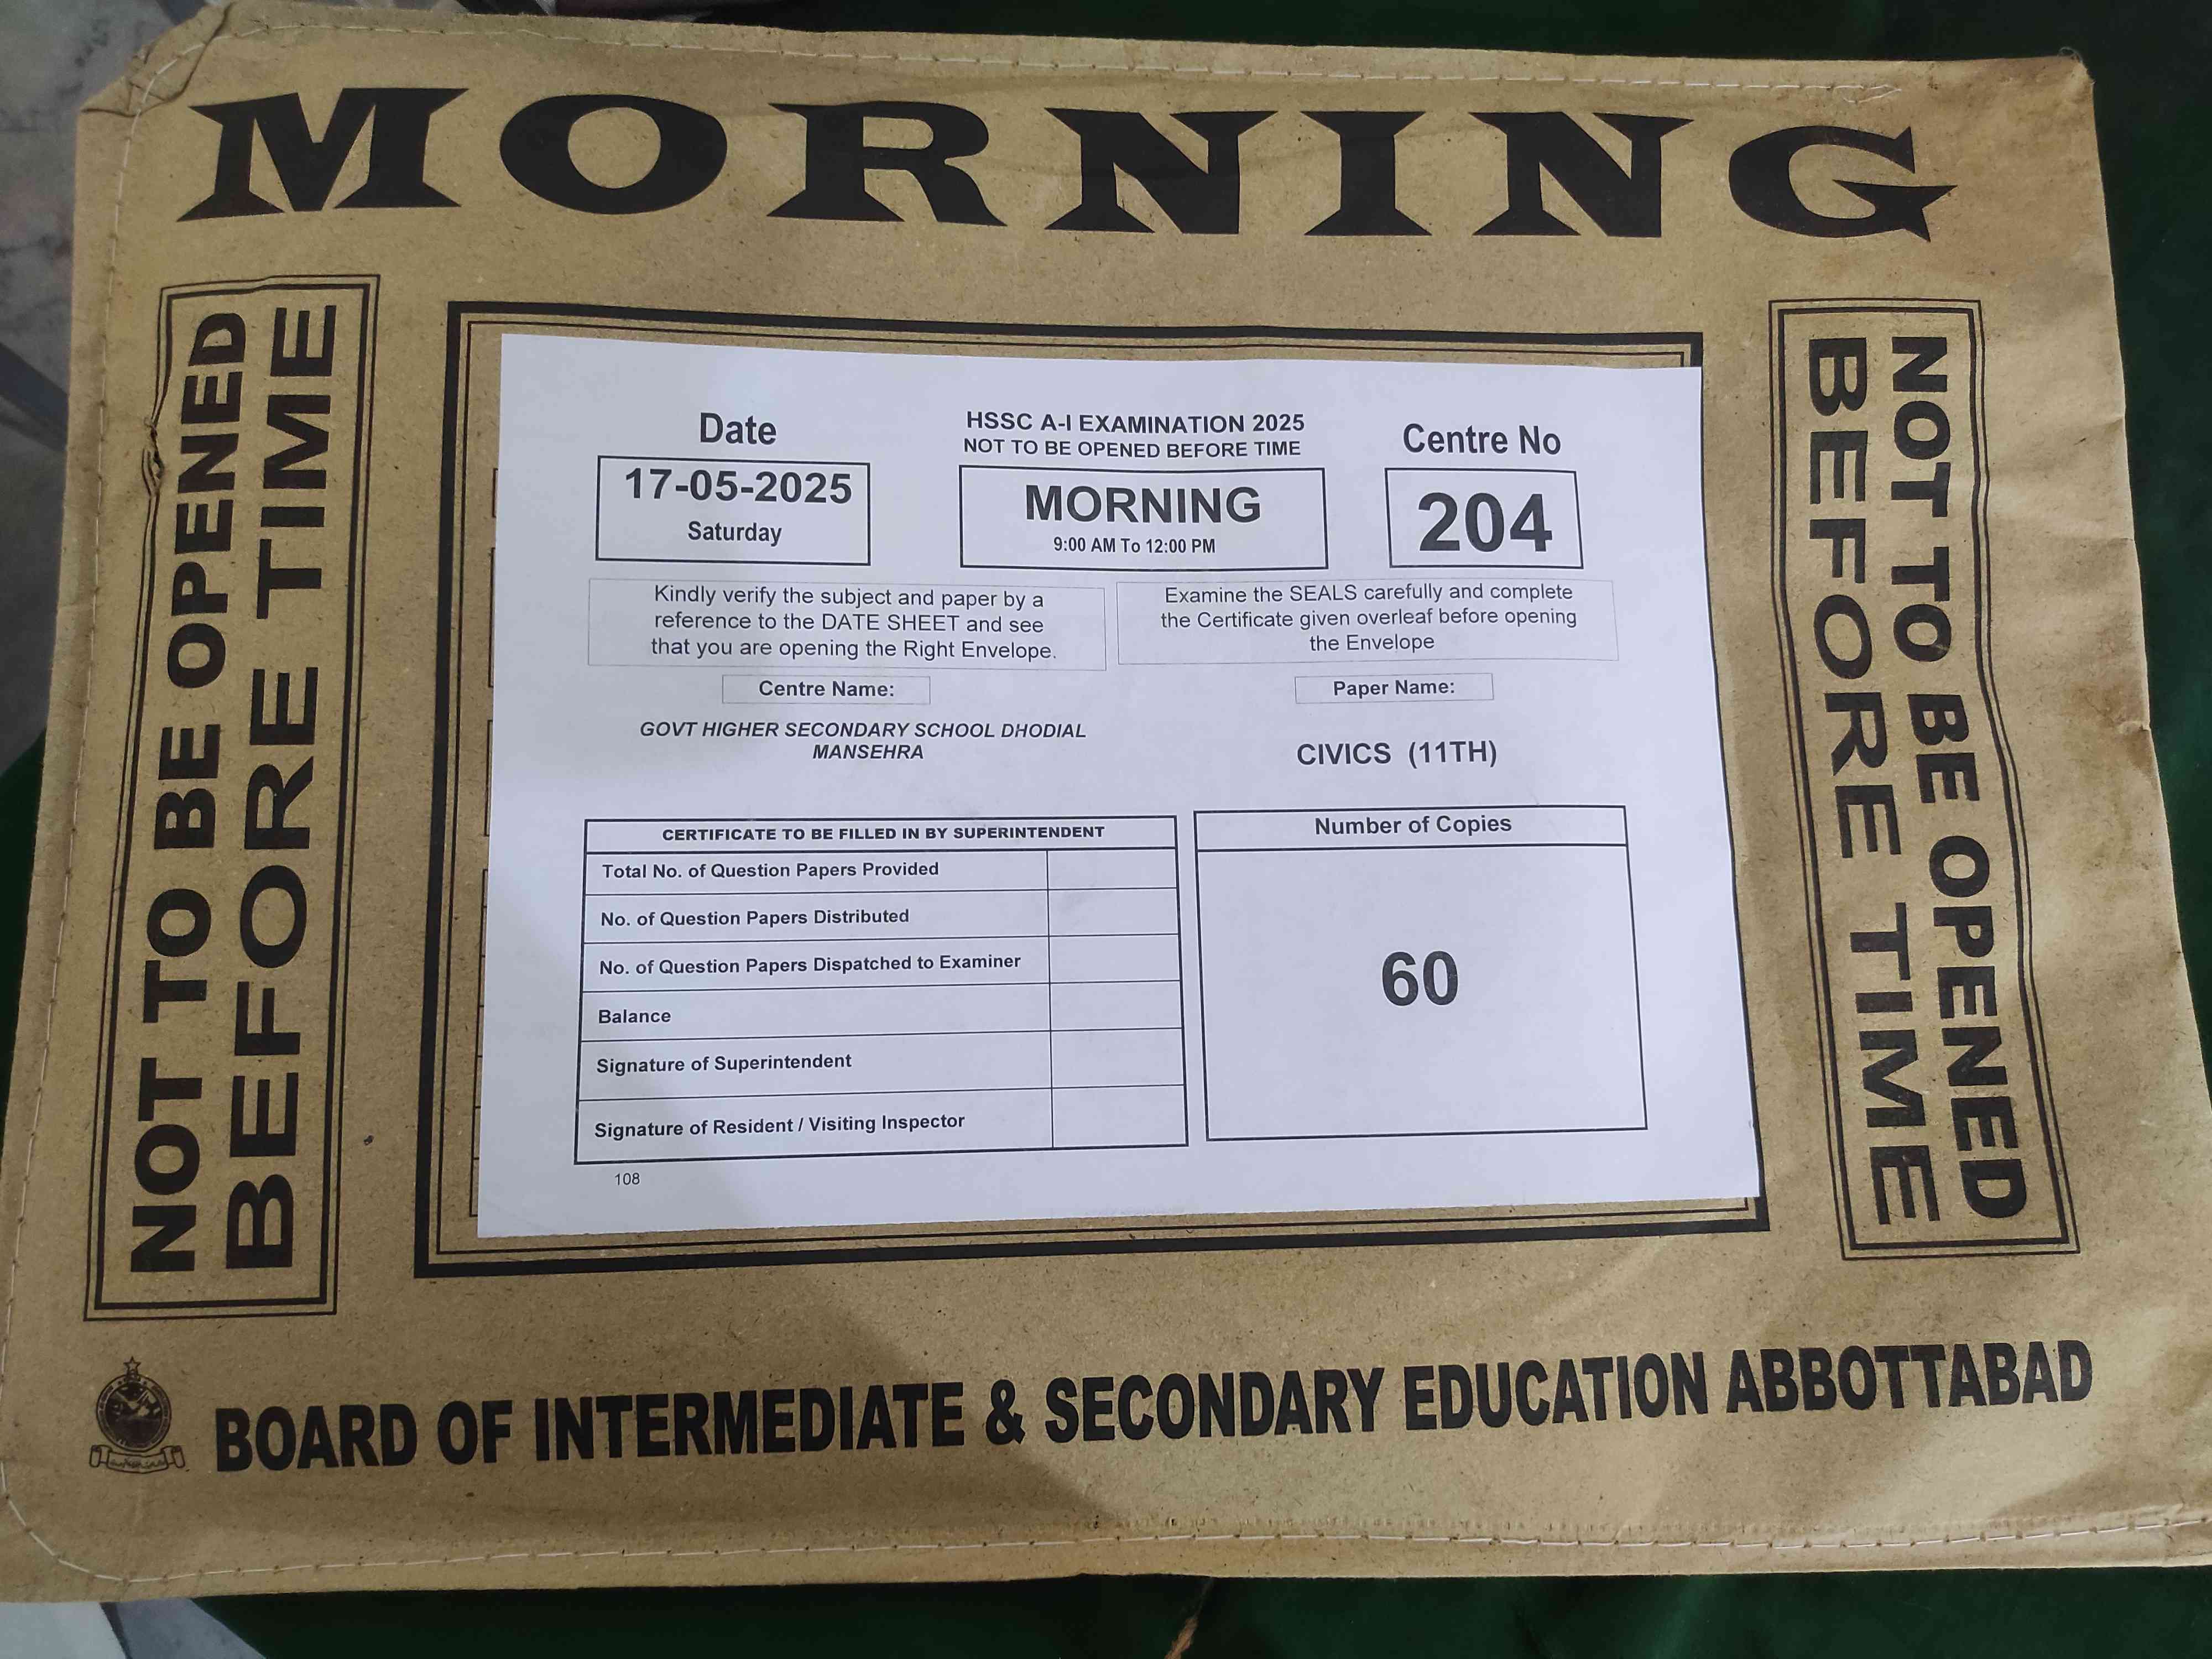 MORNING
NOT TO BE OPENED
BEFORE TIME
Date
17-05-2025
Saturday
HSSC A-I EXAMINATION 2025
NOT TO BE OPENED BEFORE TIME
MORNING
9:00 AM To 12:00 PM
Centre No
204
Kindly verify the subject and paper by a
reference to the DATE SHEET and see
that you are opening the Right Envelope.
Examine the SEALS carefully and complete
the Certificate given overleaf before opening
the Envelope
Centre Name:
GOVT HIGHER SECONDARY SCHOOL DHODIAL
MANSEHRA
Paper Name:
CIVICS (11TH)
CERTIFICATE TO BE FILLED IN BY SUPERINTENDENT
Total No. of Question Papers Provided
No. of Question Papers Distributed
No. of Question Papers Dispatched to Examiner
Balance
Signature of Superintendent
Signature of Resident / Visiting Inspector
Number of Copies
60
108
NOT TO BE OPENED
BEFORE TIME
BOARD OF INTERMEDIATE & SECONDARY EDUCATION ABBOTTABAD